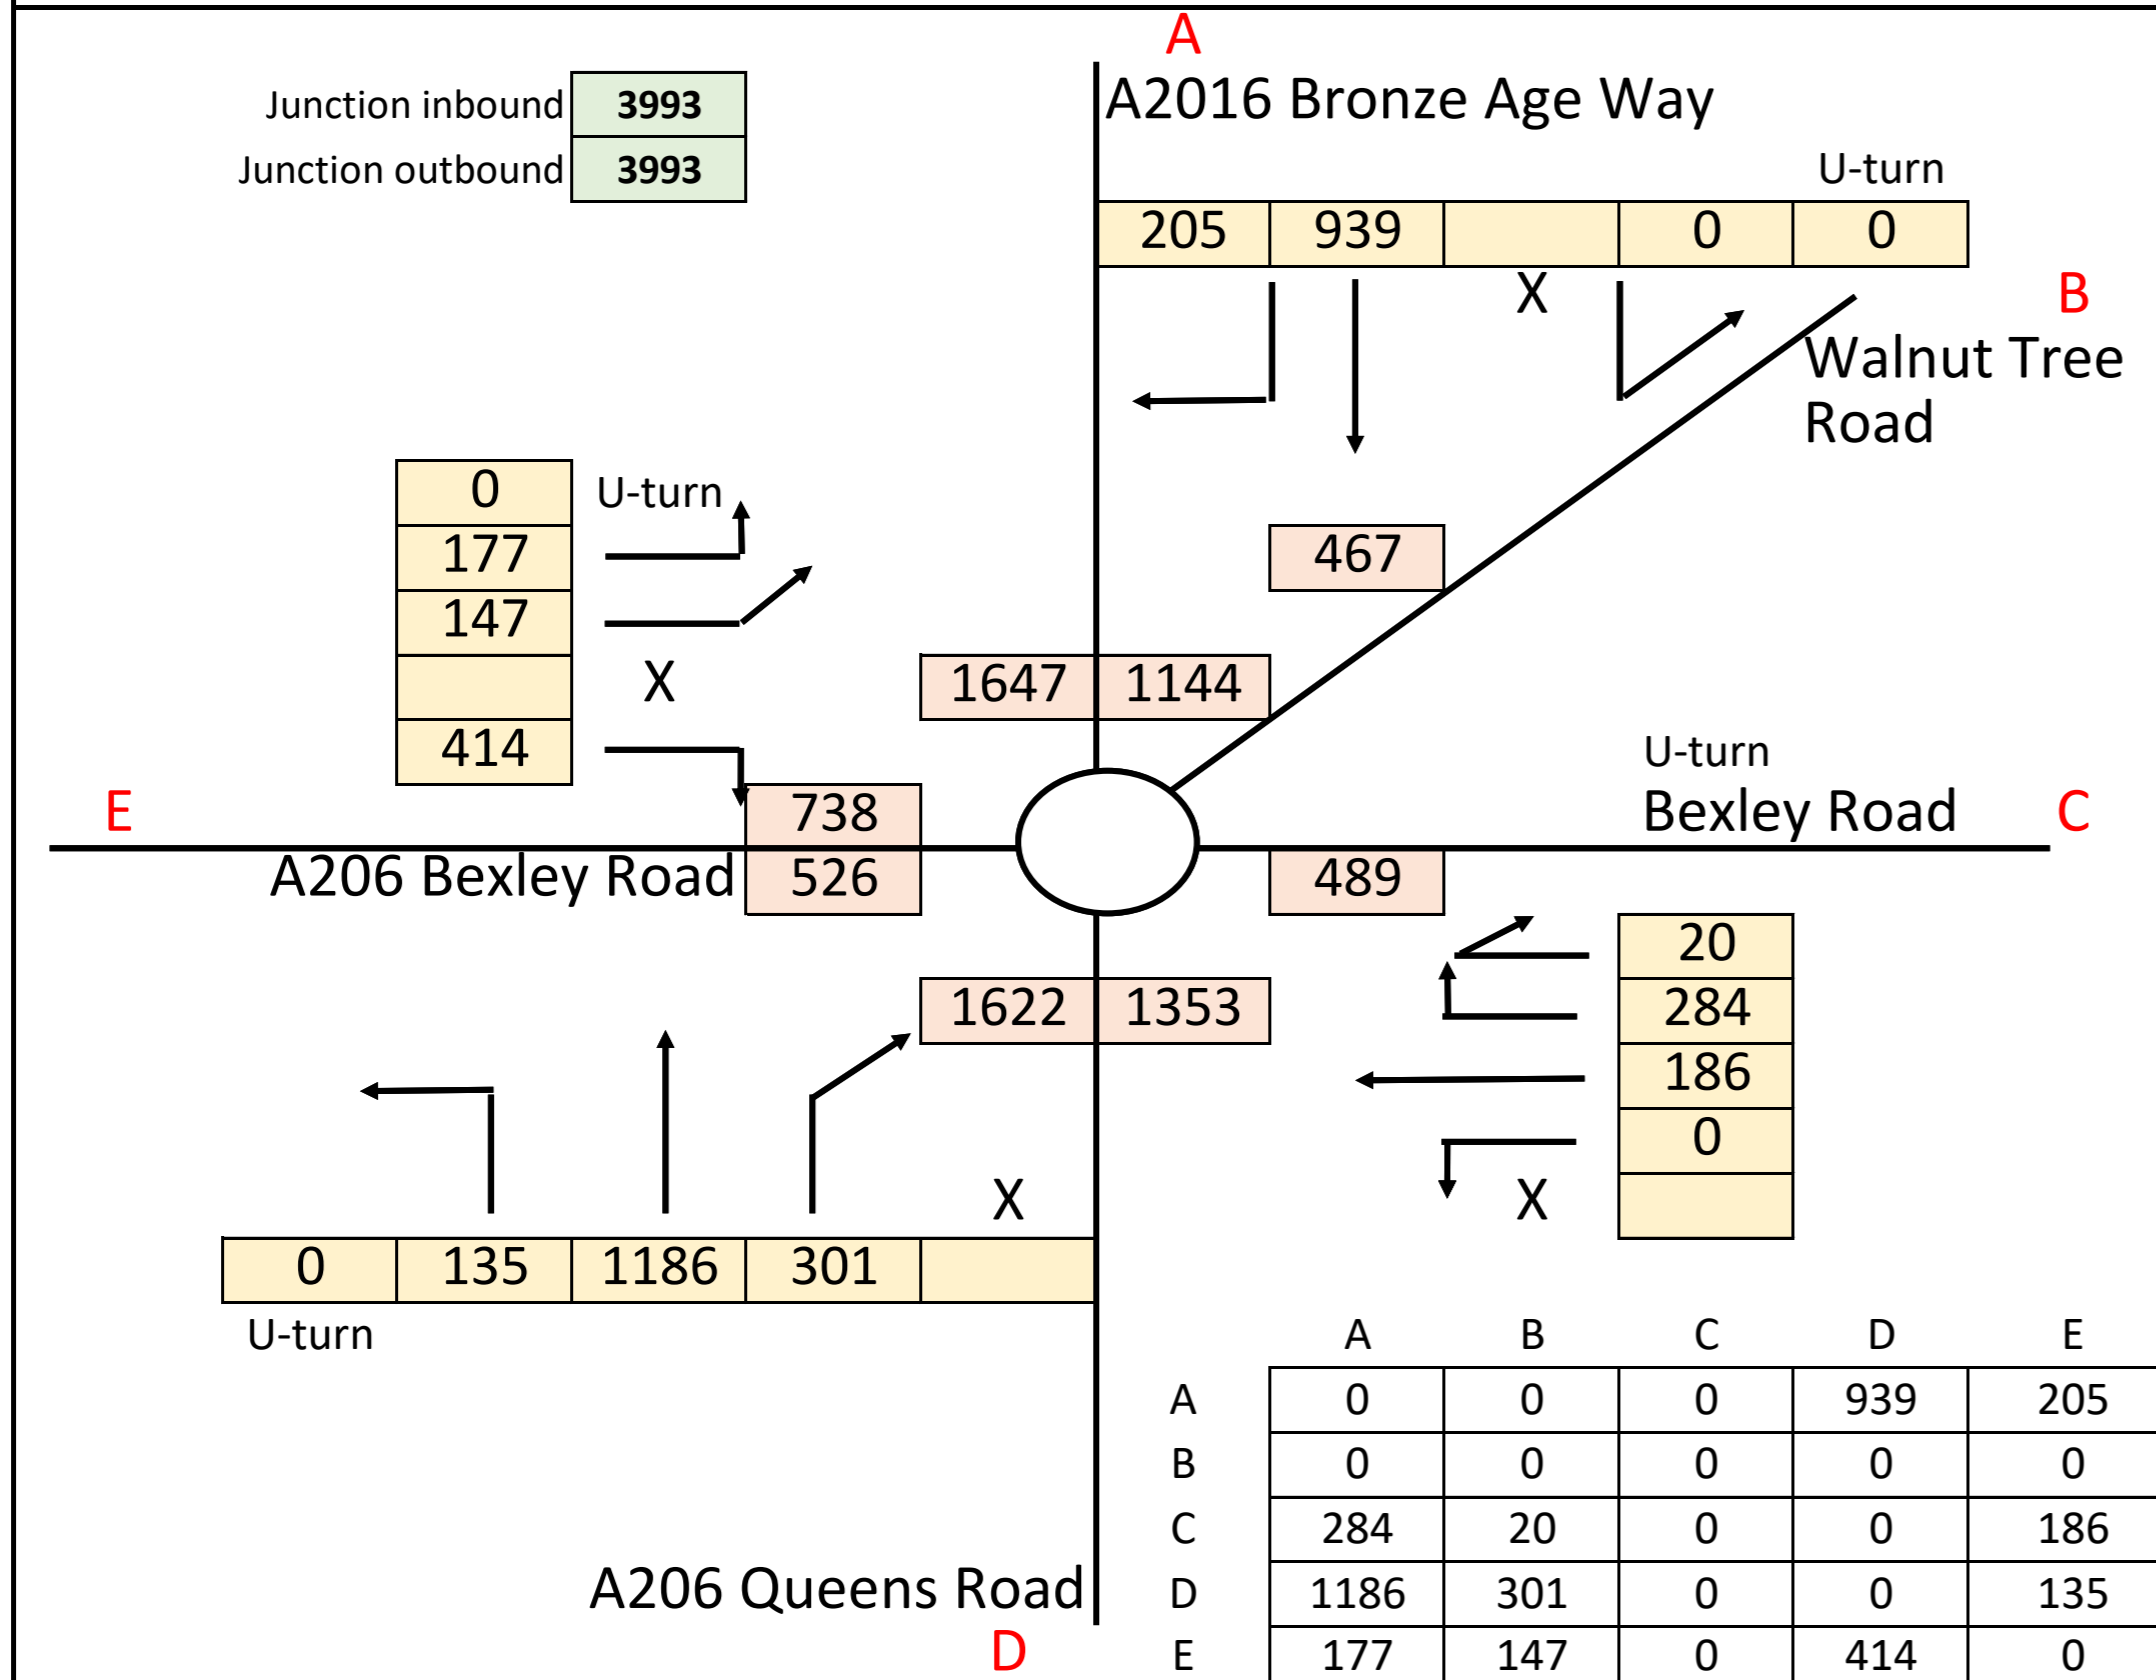 A
Junction inbound 3993
A2016 Bronze Age Way
Junction outbound 3993
U-turn
205 939 0 0
X
B
Walnut Tree
Road
0 U-turn
177
467
147
X
1647 1144
414
U-turn
738
E
Bexley Road C
A206 Bexley Road 526
489
20
1622 1353
284
186
0
X
X
0 135 1186 301
U-turn
A B C D E
A 0 0 0 939 205
B 0 0 0 0 0
C 284 20 0 0 186
A206 Queens Road
D 1186 301 0 0 135
D
E 177 147 0 414 0